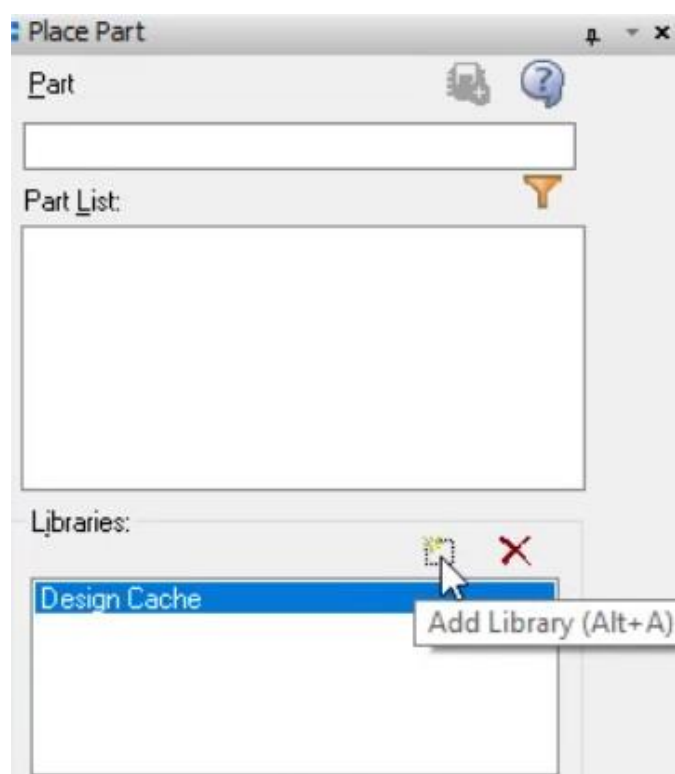 Place Part
Part
Part List:
Libraries:
Design Cache
Add Library (Alt+A)